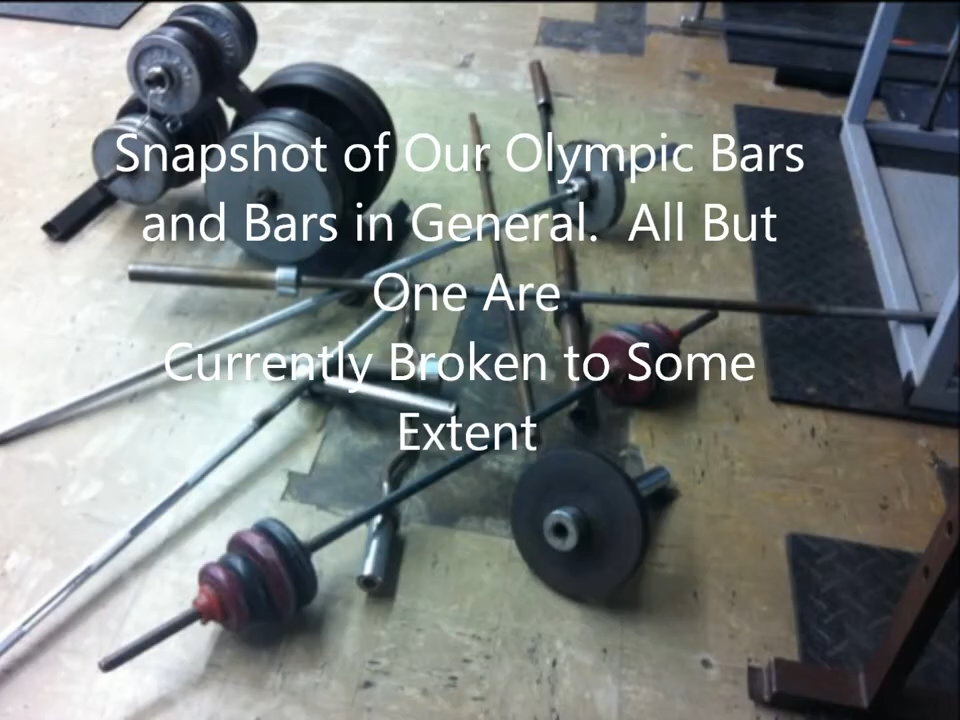 Snapshot of Our Olympic Bars
and Bars in General.  All But
One Are
Currently Broken to Some
Extent